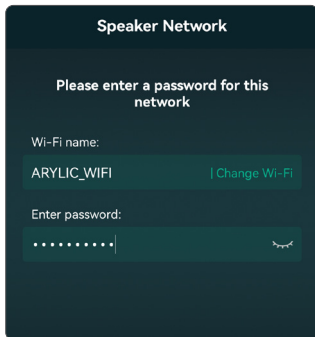 Speaker Network
Please enter a password for this
network
Wi-Fi name:
ARYLIC_WIFI | Change Wi-Fi
Enter password:
••••••••••